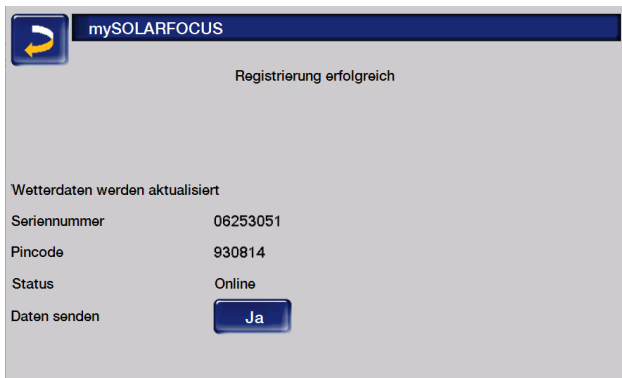 mySOLARFOCUS
Registrierung erfolgreich
Wetterdaten werden aktualisiert
Seriennummer 06253051
Pincode 930814
Status Online
Daten senden Ja